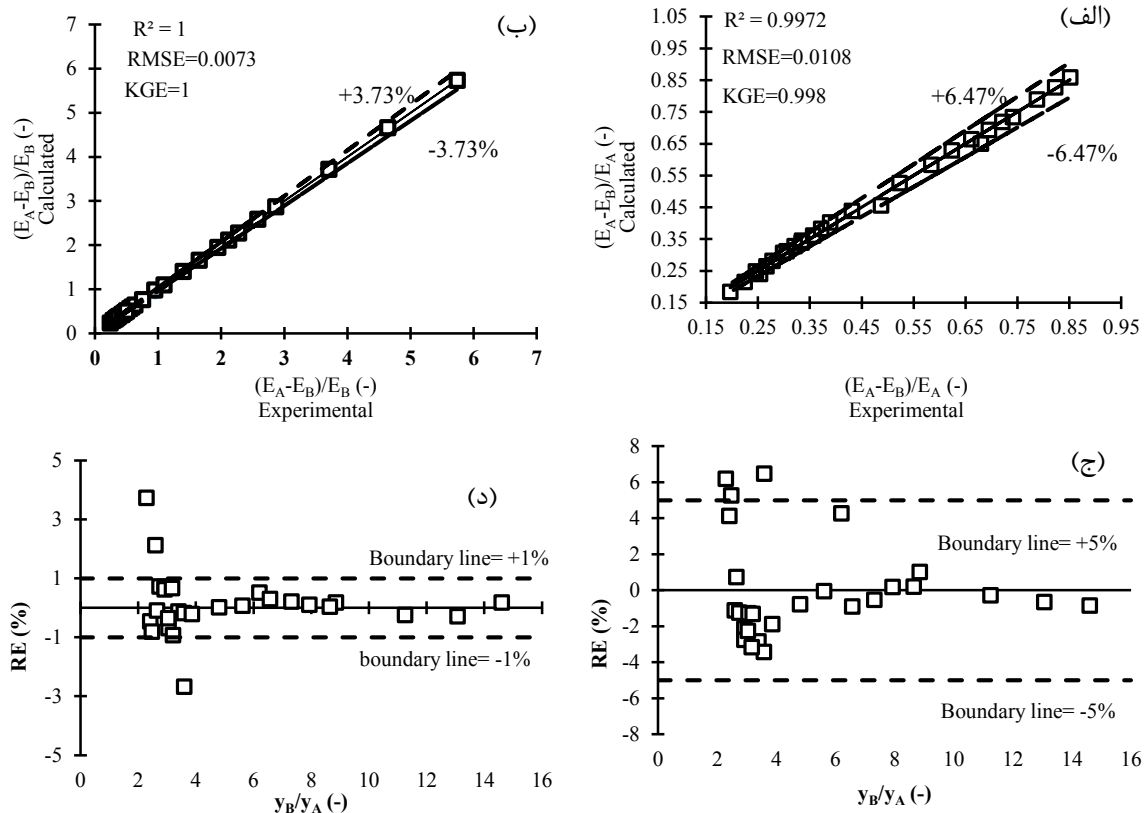 (ب)
R² = 1
RMSE=0.0073
KGE=1
+3.73%
-3.73%
7
6
5
4
3
2
1
0
0 1 2 3 4 5 6 7
(E_A-E_B)/E_B (-)
Calculated
(E_A-E_B)/E_B (-)
Experimental
(الف)
R² = 0.9972
RMSE=0.0108
KGE=0.998
+6.47%
-6.47%
1.05
0.95
0.85
0.75
0.65
0.55
0.45
0.35
0.25
0.15
0.15 0.25 0.35 0.45 0.55 0.65 0.75 0.85 0.95
(E_A-E_B)/E_A (-)
Calculated
(E_A-E_B)/E_A (-)
Experimental
(د)
Boundary line= +1%
boundary line= -1%
5
3
1
-1
-3
-5
0 2 4 6 8 10 12 14 16
RE (%)
y_B/y_A (-)
(ج)
Boundary line= +5%
Boundary line= -5%
8
6
4
2
0
-2
-4
-6
-8
0 2 4 6 8 10 12 14 16
RE (%)
y_B/y_A (-)